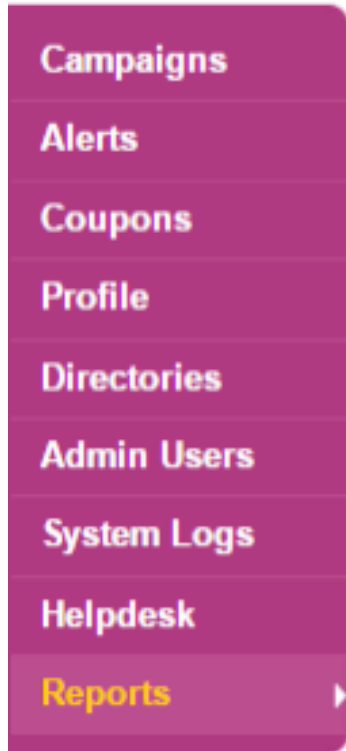 Campaigns
Alerts
Coupons
Profile
Directories
Admin Users
System Logs
Helpdesk
Reports